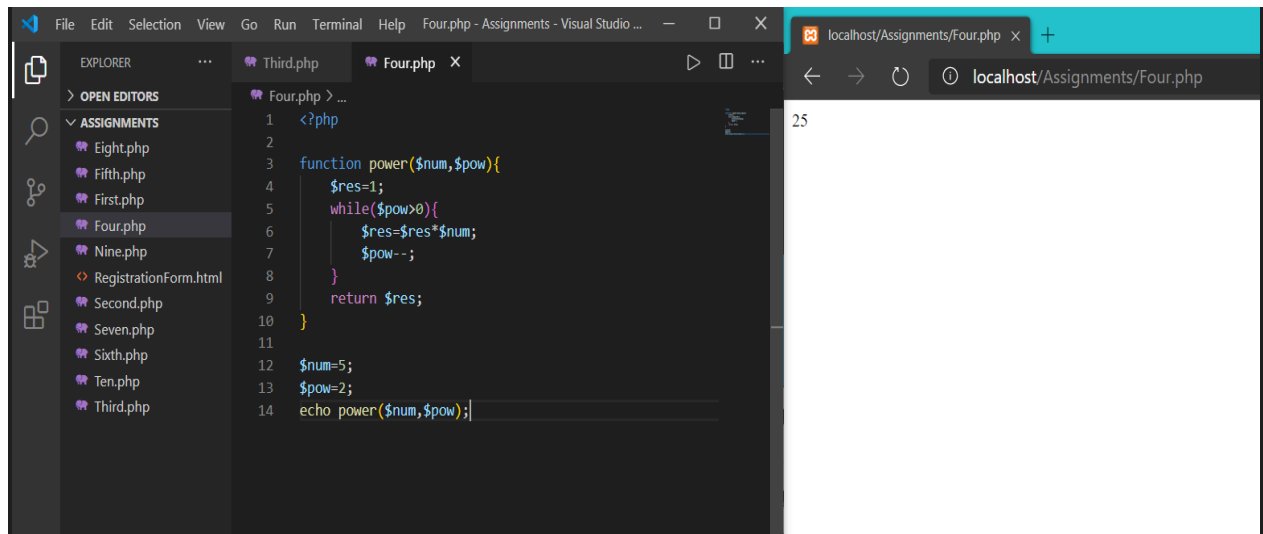 File Edit Selection View Go Run Terminal Help Four.php - Assignments - Visual Studio ...
EXPLORER ...
> OPEN EDITORS
ASSIGNMENTS
Eight.php
Fifth.php
First.php
Four.php
Nine.php
<> RegistrationForm.html
Second.php
Seven.php
Sixth.php
Ten.php
Third.php
Third.php Four.php X ...
Four.php > ...
1 <?php
2
3 function power($num,$pow){
4     $res=1;
5     while($pow>0){
6         $res=$res*$num;
7         $pow--;
8     }
9     return $res;
10 }
11
12 $num=5;
13 $pow=2;
14 echo power($num,$pow);
localhost/Assignments/Four.php
localhost/Assignments/Four.php
25